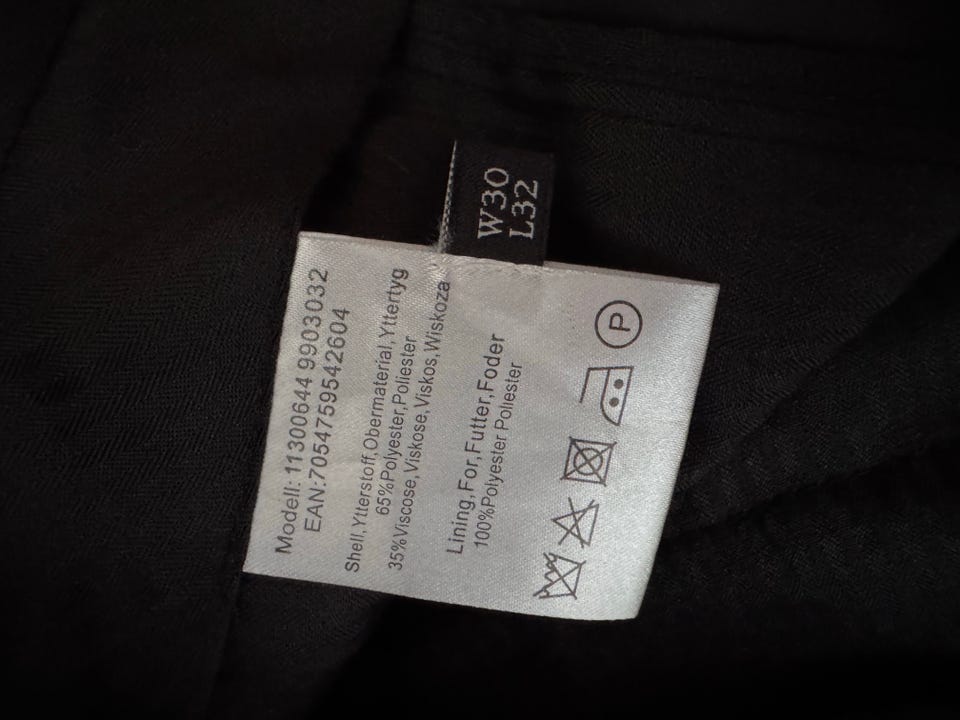 W30
L32
Modell: 11300644 9903032
EAN:7054759542604
Shell,Ytterstoff,Obermaterial,Yttertyg
65%Polyester,Poliester
35%Viscose,Viskose,Viskos,Wiskoza
Lining,For,Futter,Foder
100%Polyester Poliester
P